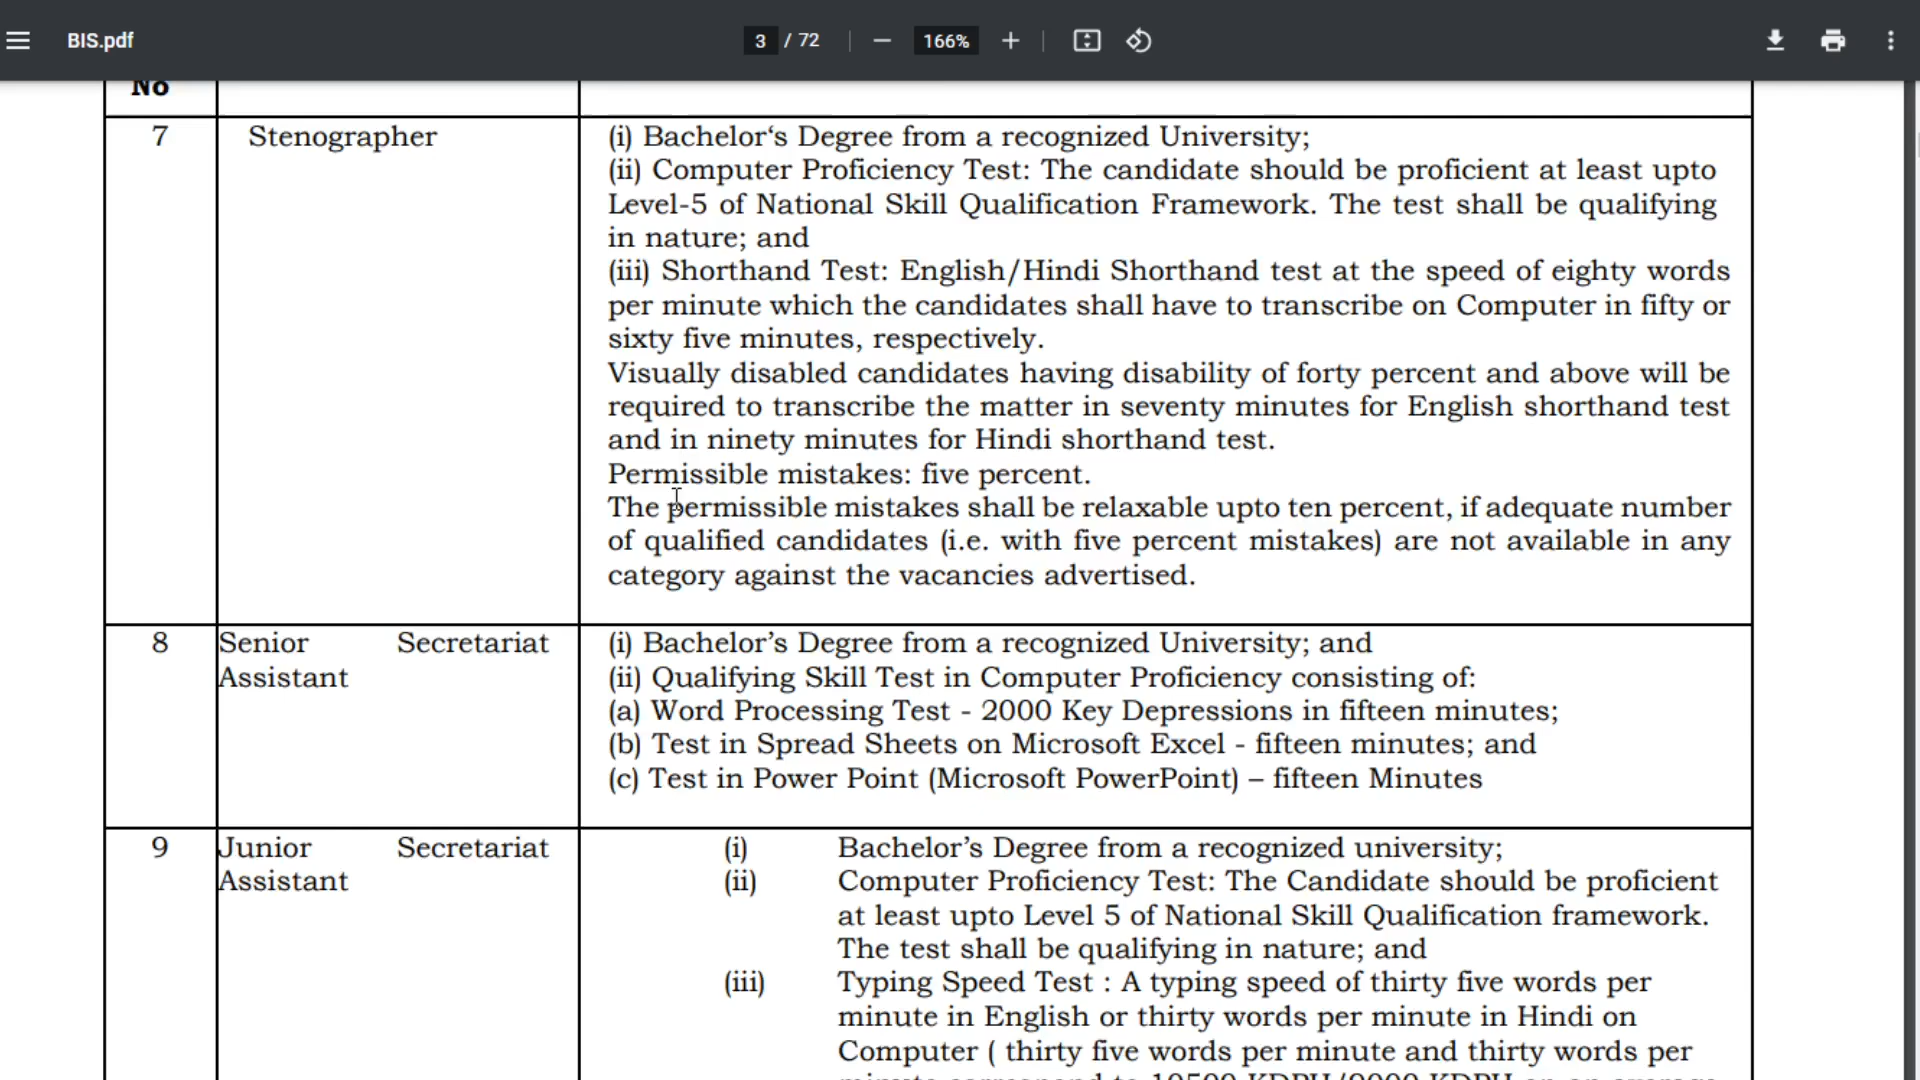 BIS.pdf
3 / 72
166%
No
7 Stenographer (i) Bachelor‘s Degree from a recognized University;
(ii) Computer Proficiency Test: The candidate should be proficient at least upto
Level-5 of National Skill Qualification Framework. The test shall be qualifying
in nature; and
(iii) Shorthand Test: English/Hindi Shorthand test at the speed of eighty words
per minute which the candidates shall have to transcribe on Computer in fifty or
sixty five minutes, respectively.
Visually disabled candidates having disability of forty percent and above will be
required to transcribe the matter in seventy minutes for English shorthand test
and in ninety minutes for Hindi shorthand test.
Permissible mistakes: five percent.
The permissible mistakes shall be relaxable upto ten percent, if adequate number
of qualified candidates (i.e. with five percent mistakes) are not available in any
category against the vacancies advertised.
8 Senior Secretariat (i) Bachelor’s Degree from a recognized University; and
Assistant (ii) Qualifying Skill Test in Computer Proficiency consisting of:
(a) Word Processing Test - 2000 Key Depressions in fifteen minutes;
(b) Test in Spread Sheets on Microsoft Excel - fifteen minutes; and
(c) Test in Power Point (Microsoft PowerPoint) – fifteen Minutes
9 Junior Secretariat (i) Bachelor’s Degree from a recognized university;
Assistant (ii) Computer Proficiency Test: The Candidate should be proficient
at least upto Level 5 of National Skill Qualification framework.
The test shall be qualifying in nature; and
(iii) Typing Speed Test : A typing speed of thirty five words per
minute in English or thirty words per minute in Hindi on
Computer ( thirty five words per minute and thirty words per